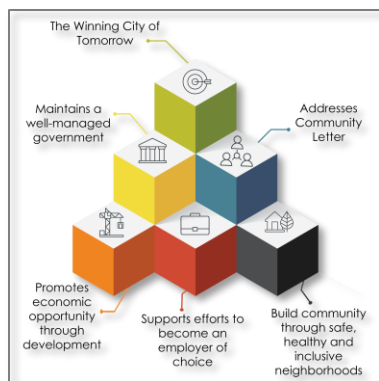 The Winning City of
Tomorrow
Maintains a
well-managed
government
Addresses
Community
Letter
Promotes
economic
opportunity
through
development
Supports efforts to
become an
employer of
choice
Build community
through safe,
healthy and
inclusive
neighborhoods